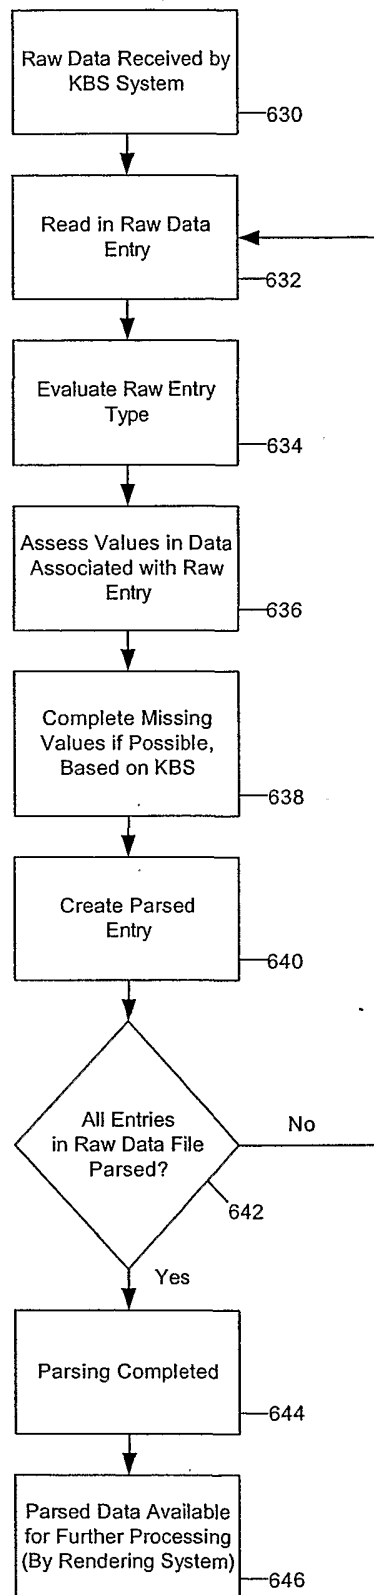 Raw Data Received by
KBS System
630
Read in Raw Data
Entry
632
Evaluate Raw Entry
Type
634
Assess Values in Data
Associated with Raw
Entry
636
Complete Missing
Values if Possible,
Based on KBS
638
Create Parsed
Entry
640
All Entries
in Raw Data File
Parsed?
No
642
Yes
Parsing Completed
644
Parsed Data Available
for Further Processing
(By Rendering System)
646